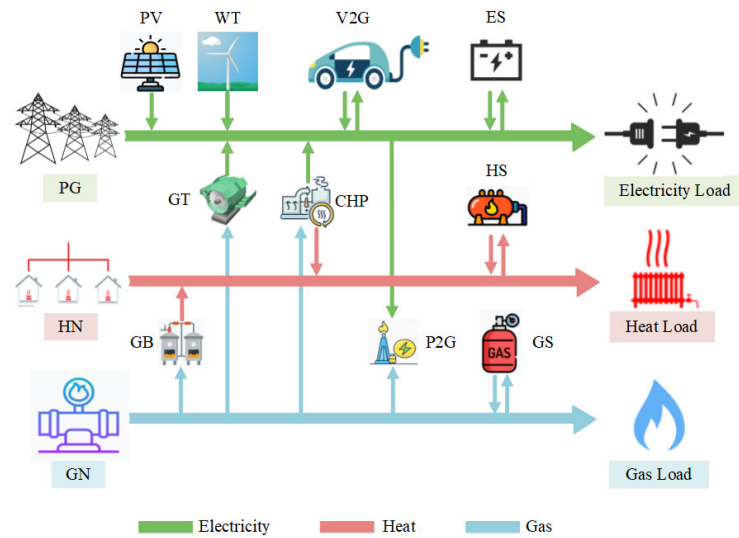 PV
WT
V2G
ES
PG
GT
CHP
HS
Electricity Load
HN
GB
P2G
GAS
GS
Heat Load
GN
Gas Load
Electricity
Heat
Gas